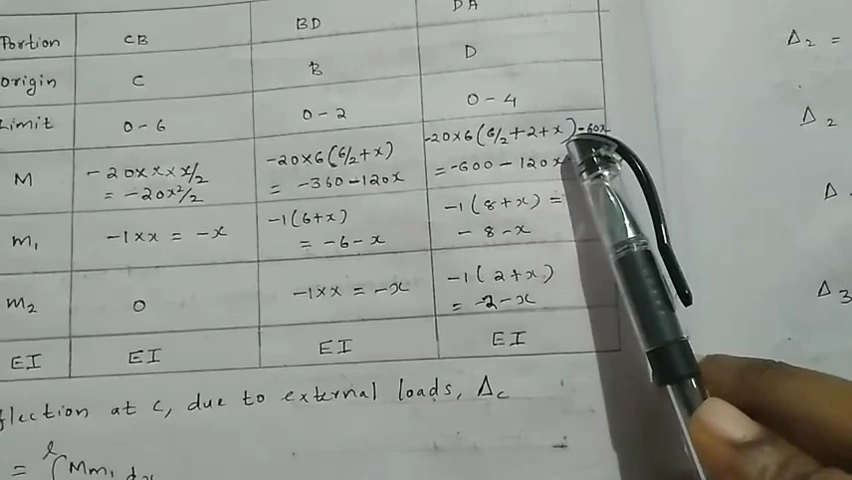 Portion CB BD DA
Origin C B D
Limit 0-6 0-2 0-4
M -20×x×x/2 -20×6(6/2+x) -20×6(6/2+2+x)-60x
= -20x²/2 = -360-120x = -600-120x
m₁ -1×x = -x -1(6+x) -1(8+x) =
= -6-x -8-x
m₂ 0 -1×x = -x -1(2+x)
= -2-x
EI EI EI EI
flection at c, due to external loads, Δc
= ∫ Mm₁ dx
Δ₂ =
Δ₂
Δ
Δ₃